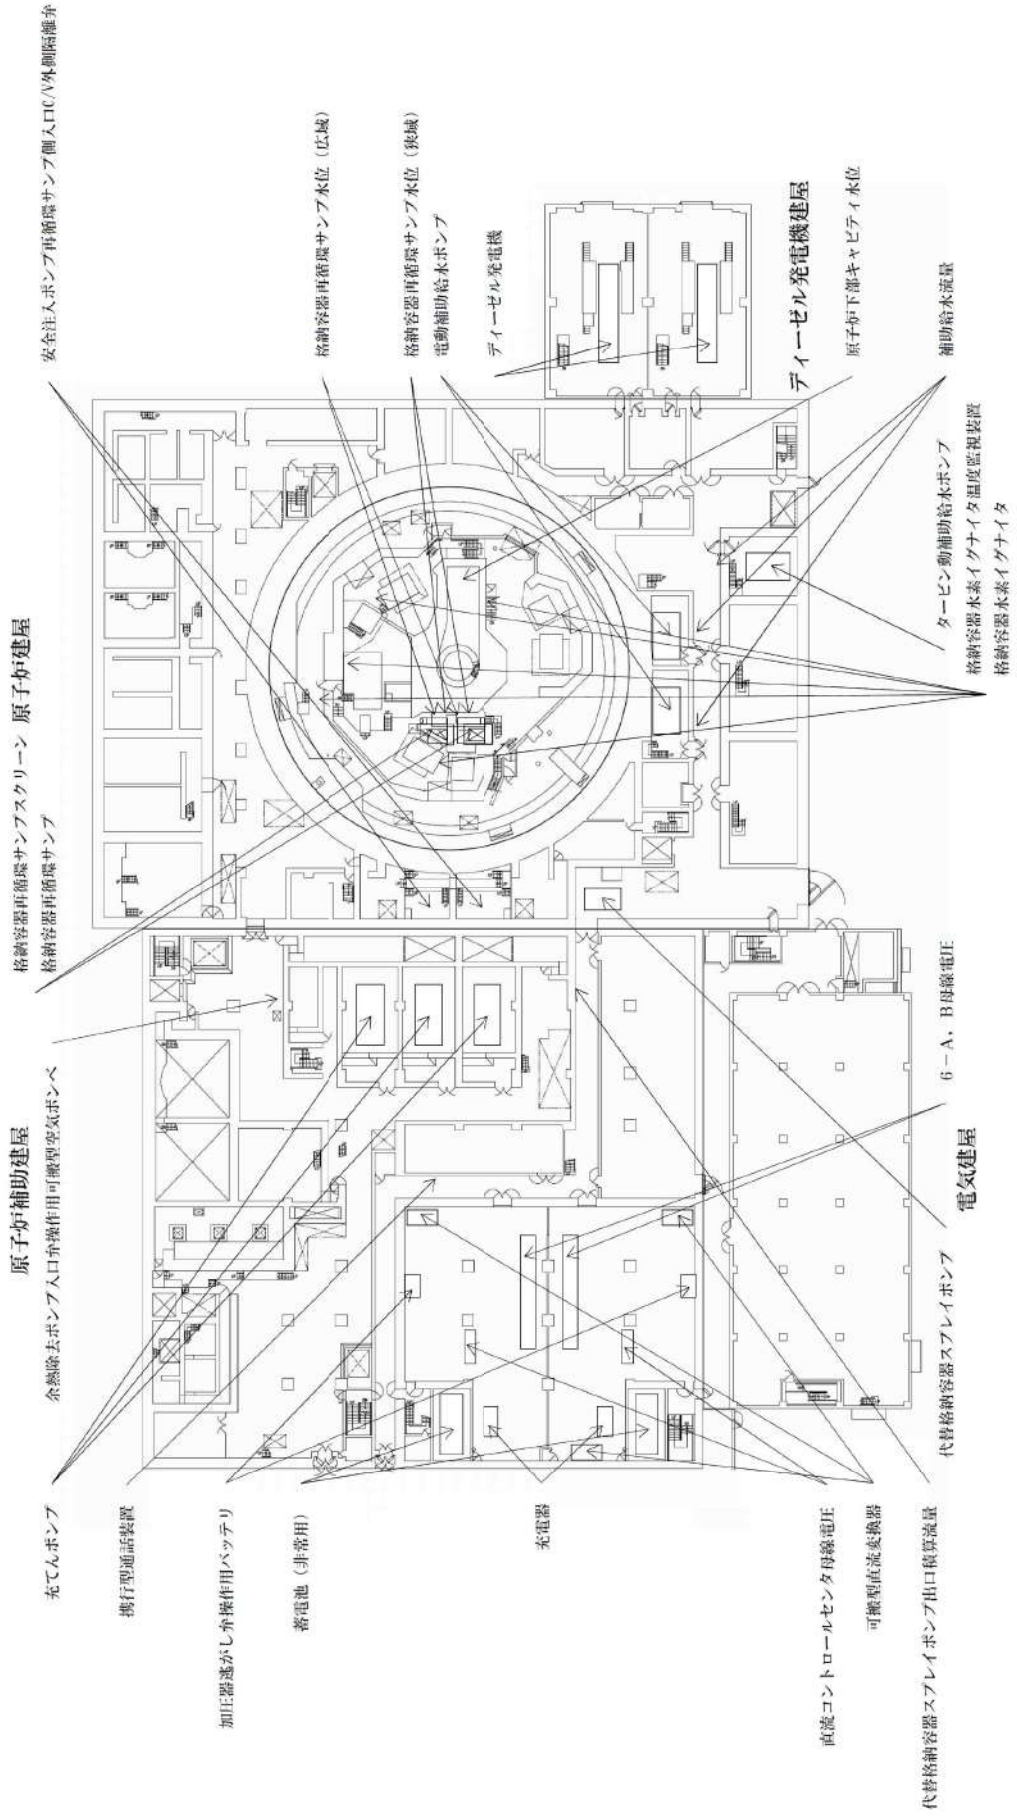 原子炉補助建屋
格納容器再循環サンプスクリーン
原子炉建屋
充てんポンプ
余熱除去ポンプ入口弁操作用可搬型空気ボンベ
格納容器再循環サンプ
安全注入ポンプ再循環サンプ側入口C/V外側隔離弁
携行型通話装置
加圧器逃がし弁操作用バッテリ
蓄電池（非常用）
格納容器再循環サンプ水位（広域）
格納容器再循環サンプ水位（狭域）
電動補助給水ポンプ
ディーゼル発電機
充電器
ディーゼル発電機建屋
直流コントロールセンタ母線電圧
原子炉下部キャビティ水位
可搬型直流変換器
代替格納容器スプレイポンプ出口積算流量
代替格納容器スプレイポンプ
6－A，B母線電圧
タービン動補助給水ポンプ
補助給水流量
電気建屋
格納容器水素イグナイタ温度監視装置
格納容器水素イグナイタ